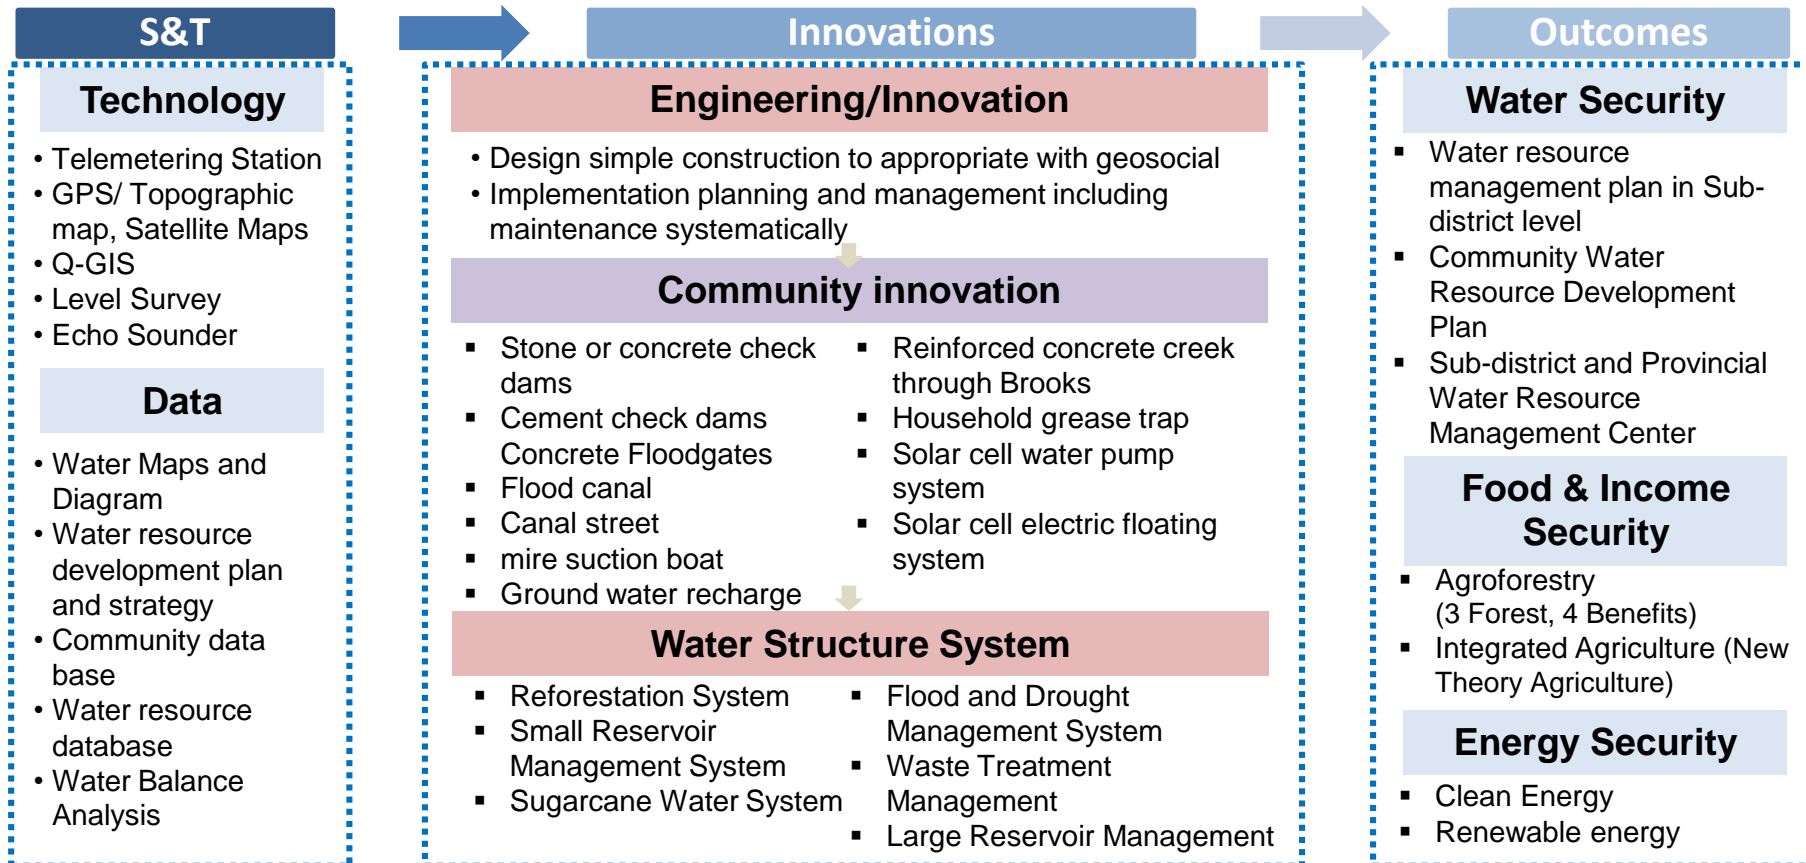 S&T
Technology
• Telemetering Station
• GPS/ Topographic
map, Satellite Maps
• Q-GIS
• Level Survey
• Echo Sounder
Data
• Water Maps and
Diagram
• Water resource
development plan
and strategy
• Community data
base
• Water resource
database
• Water Balance
Analysis
Innovations
Engineering/Innovation
• Design simple construction to appropriate with geosocial
• Implementation planning and management including
maintenance systematically
Community innovation
▪ Stone or concrete check
dams
▪ Cement check dams
Concrete Floodgates
▪ Flood canal
▪ Canal street
▪ mire suction boat
▪ Ground water recharge
▪ Reinforced concrete creek
through Brooks
▪ Household grease trap
▪ Solar cell water pump
system
▪ Solar cell electric floating
system
Water Structure System
▪ Reforestation System
▪ Small Reservoir
Management System
▪ Sugarcane Water System
▪ Flood and Drought
Management System
▪ Waste Treatment
Management
▪ Large Reservoir Management
Outcomes
Water Security
▪ Water resource
management plan in Sub-
district level
▪ Community Water
Resource Development
Plan
▪ Sub-district and Provincial
Water Resource
Management Center
Food & Income
Security
▪ Agroforestry
(3 Forest, 4 Benefits)
▪ Integrated Agriculture (New
Theory Agriculture)
Energy Security
▪ Clean Energy
▪ Renewable energy